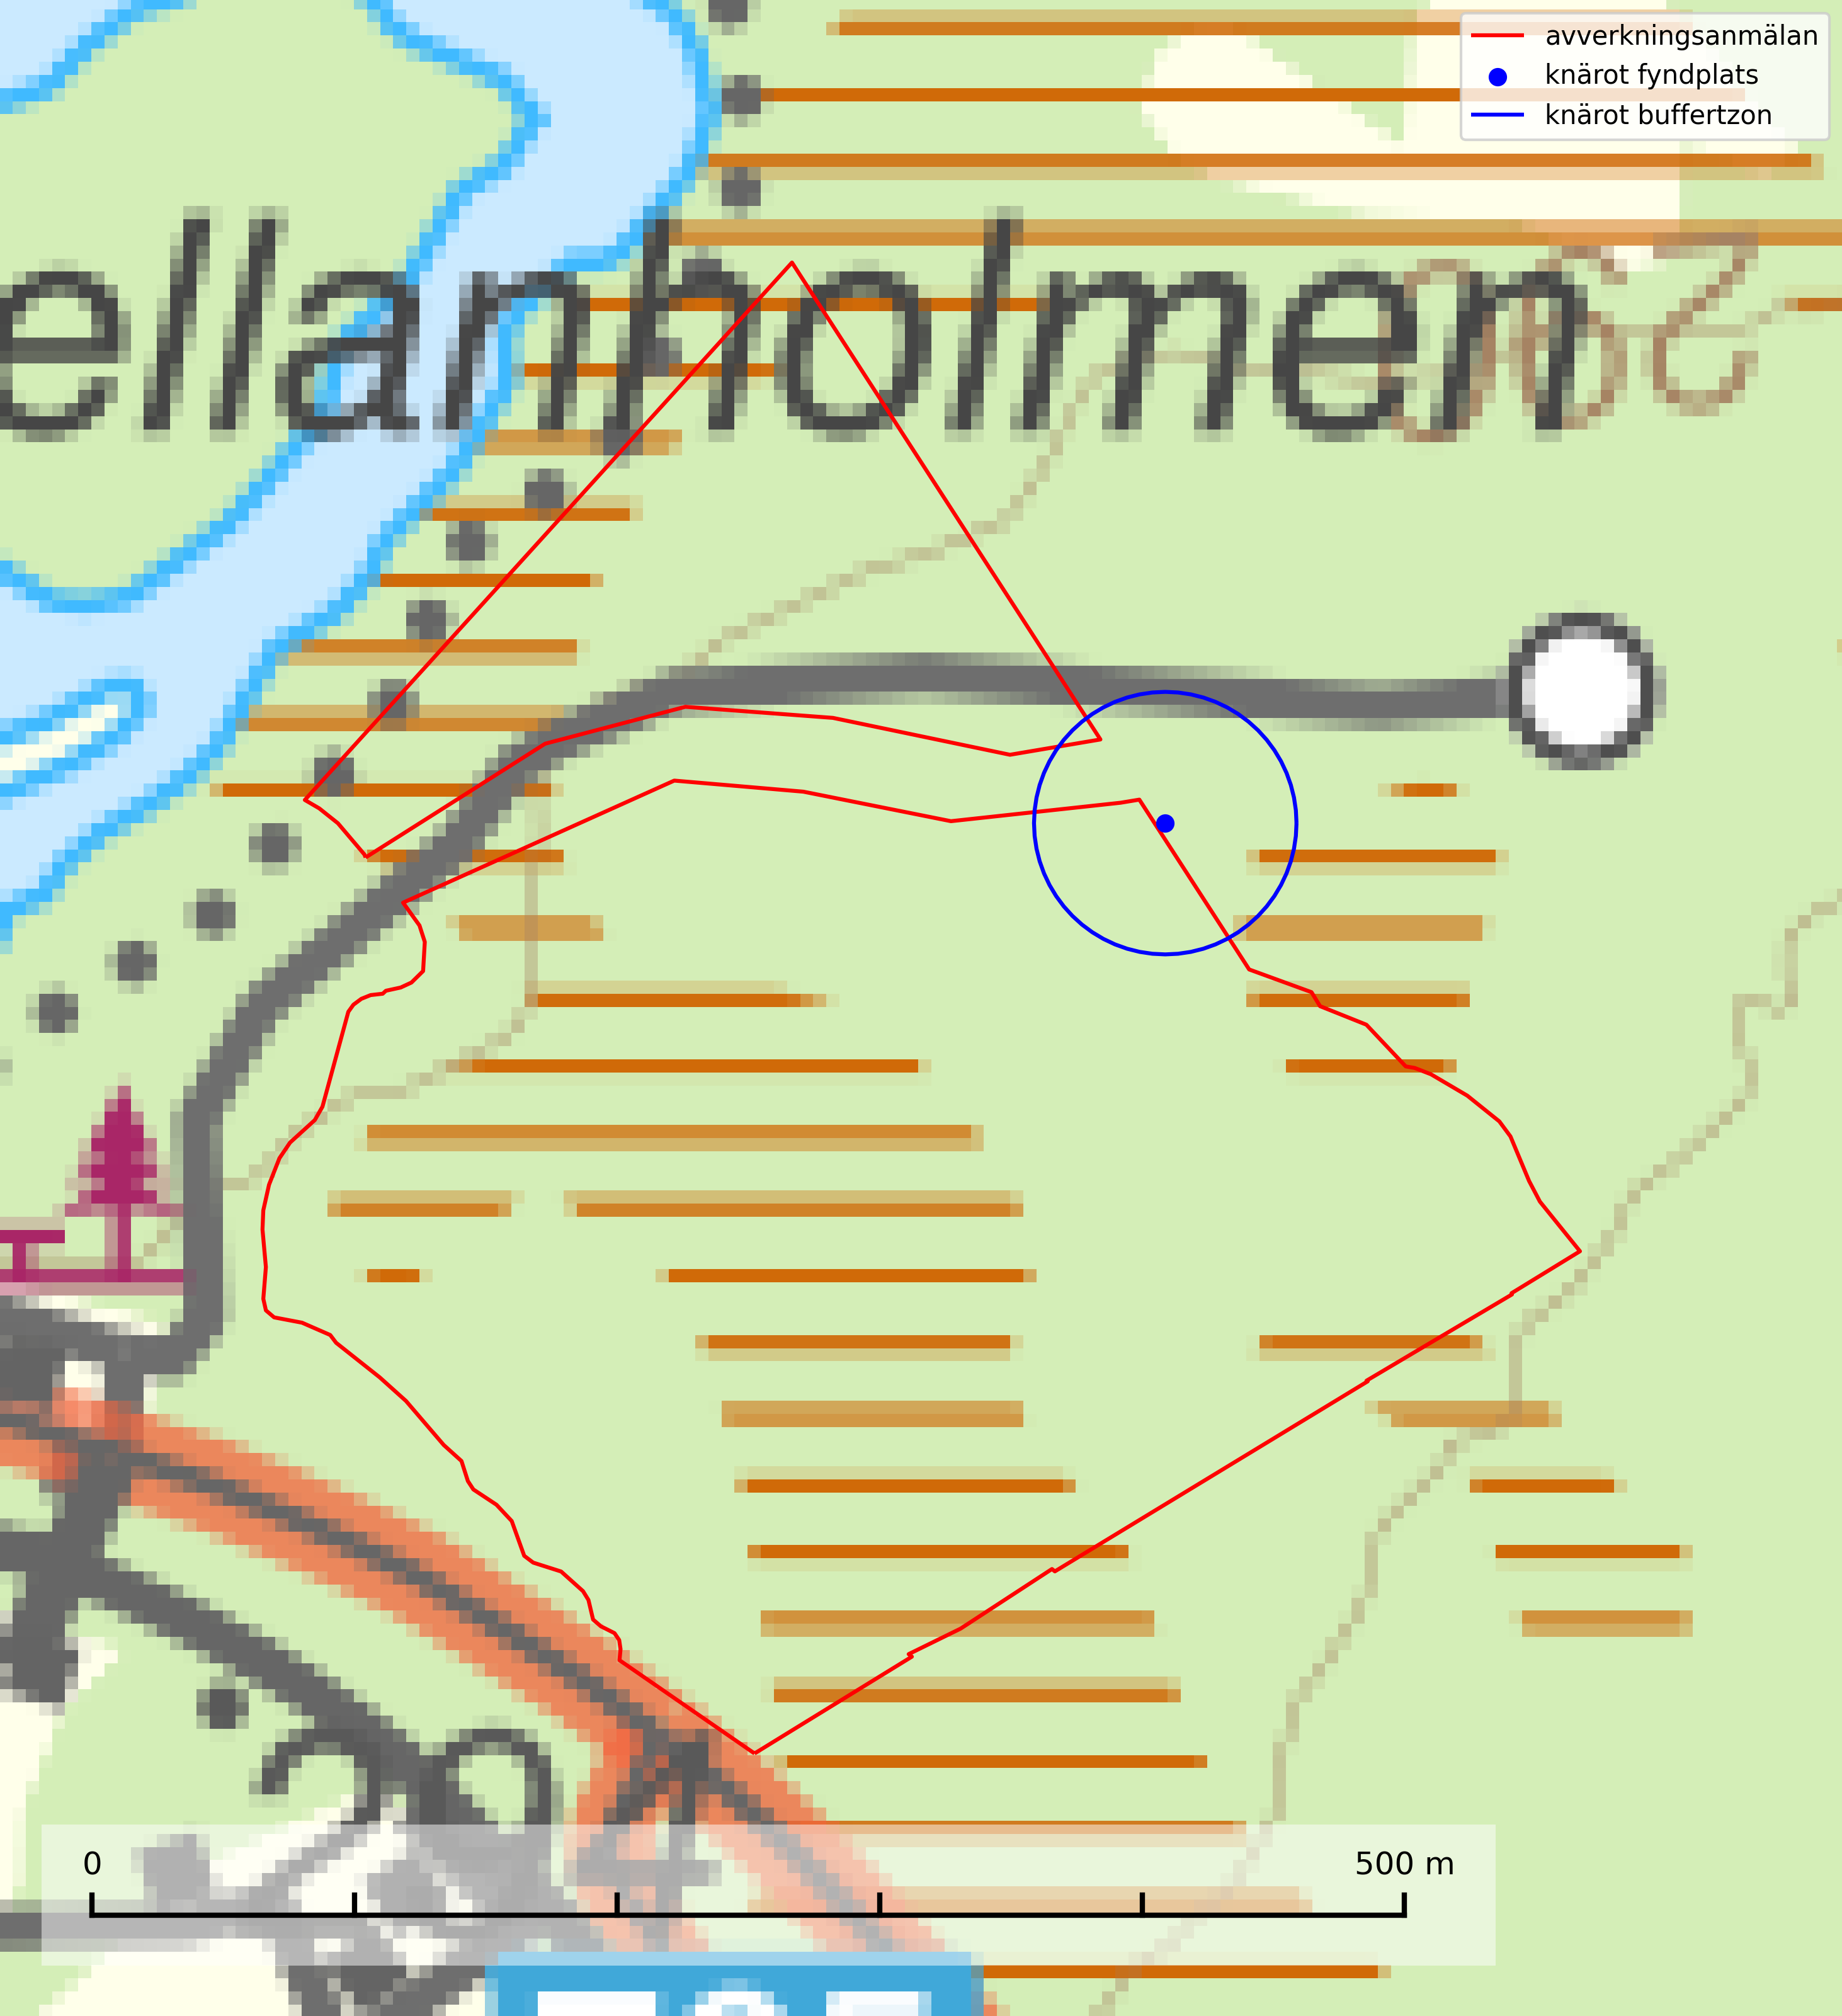 avverkningsanmälan
knärot fyndplats
knärot buffertzon
ellanholmen
0 500 m